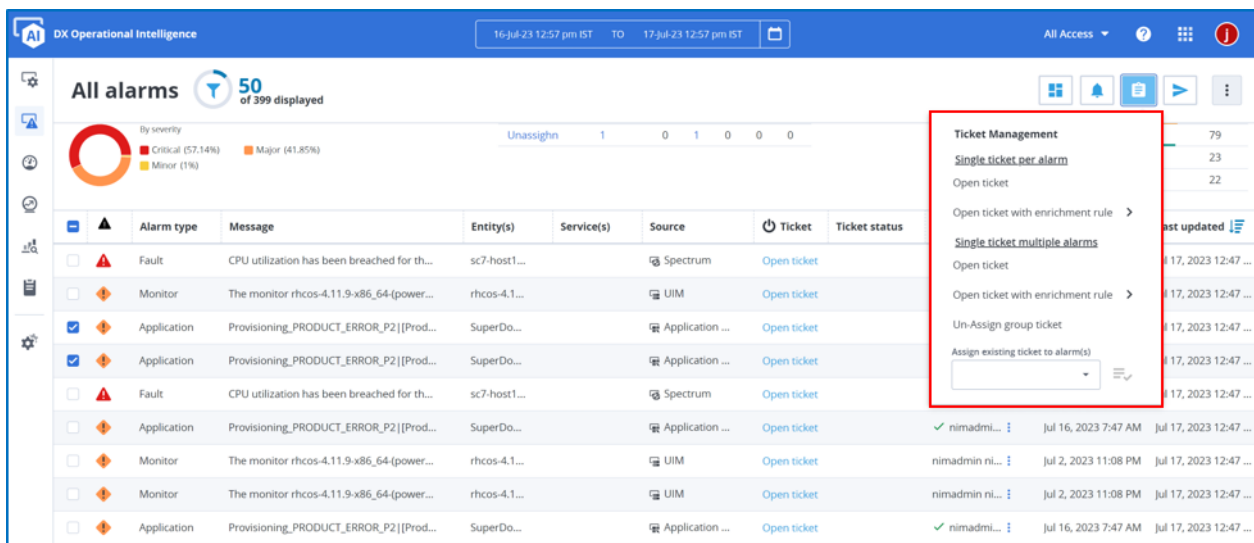 AI DX Operational Intelligence 16-Jul-23 12:57 pm IST TO 17-Jul-23 12:57 pm IST All Access ? j
All alarms 50
of 399 displayed
By severity
Critical (57.14%) Major (41.85%)
Minor (1%)
Unassighn 1 0 1 0 0 0
79
23
22
Ticket Management
Single ticket per alarm
Open ticket
Open ticket with enrichment rule
Single ticket multiple alarms
Open ticket
Open ticket with enrichment rule
Un-Assign group ticket
Assign existing ticket to alarm(s)
Alarm type Message Entity(s) Service(s) Source Ticket Ticket status ast updated
Fault CPU utilization has been breached for th... sc7-host1... Spectrum Open ticket 17, 2023 12:47 ...
Monitor The monitor rhcos-4.11.9-x86_64-(power... rhcos-4.1... UIM Open ticket 17, 2023 12:47 ...
Application Provisioning_PRODUCT_ERROR_P2|[Prod... SuperDo... Application ... Open ticket 17, 2023 12:47 ...
Application Provisioning_PRODUCT_ERROR_P2|[Prod... SuperDo... Application ... Open ticket 17, 2023 12:47 ...
Fault CPU utilization has been breached for th... sc7-host1... Spectrum Open ticket 17, 2023 12:47 ...
Application Provisioning_PRODUCT_ERROR_P2|[Prod... SuperDo... Application ... Open ticket nimadmi... Jul 16, 2023 7:47 AM Jul 17, 2023 12:47 ...
Monitor The monitor rhcos-4.11.9-x86_64-(power... rhcos-4.1... UIM Open ticket nimadmin ni... Jul 2, 2023 11:08 PM Jul 17, 2023 12:47 ...
Monitor The monitor rhcos-4.11.9-x86_64-(power... rhcos-4.1... UIM Open ticket nimadmin ni... Jul 2, 2023 11:08 PM Jul 17, 2023 12:47 ...
Application Provisioning_PRODUCT_ERROR_P2|[Prod... SuperDo... Application ... Open ticket nimadmi... Jul 16, 2023 7:47 AM Jul 17, 2023 12:47 ...